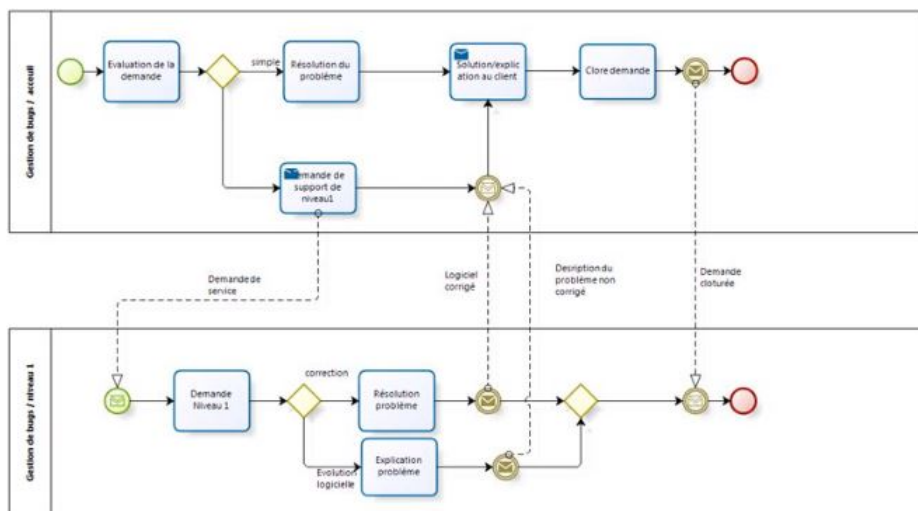 Gestion de bugs / acceuil
Evaluation de la
demande
simple
Résolution du
problème
Solution/explic
ation au client
Clore demande
Demande de
support de
niveau1
Demande de
service
Logiciel
corrigé
Desription du
problème non
corrigé
Demande
cloturée
Gestion de bugs / niveau 1
Demande
Niveau 1
correction
Résolution
problème
Evolution
logicielle
Explication
problème